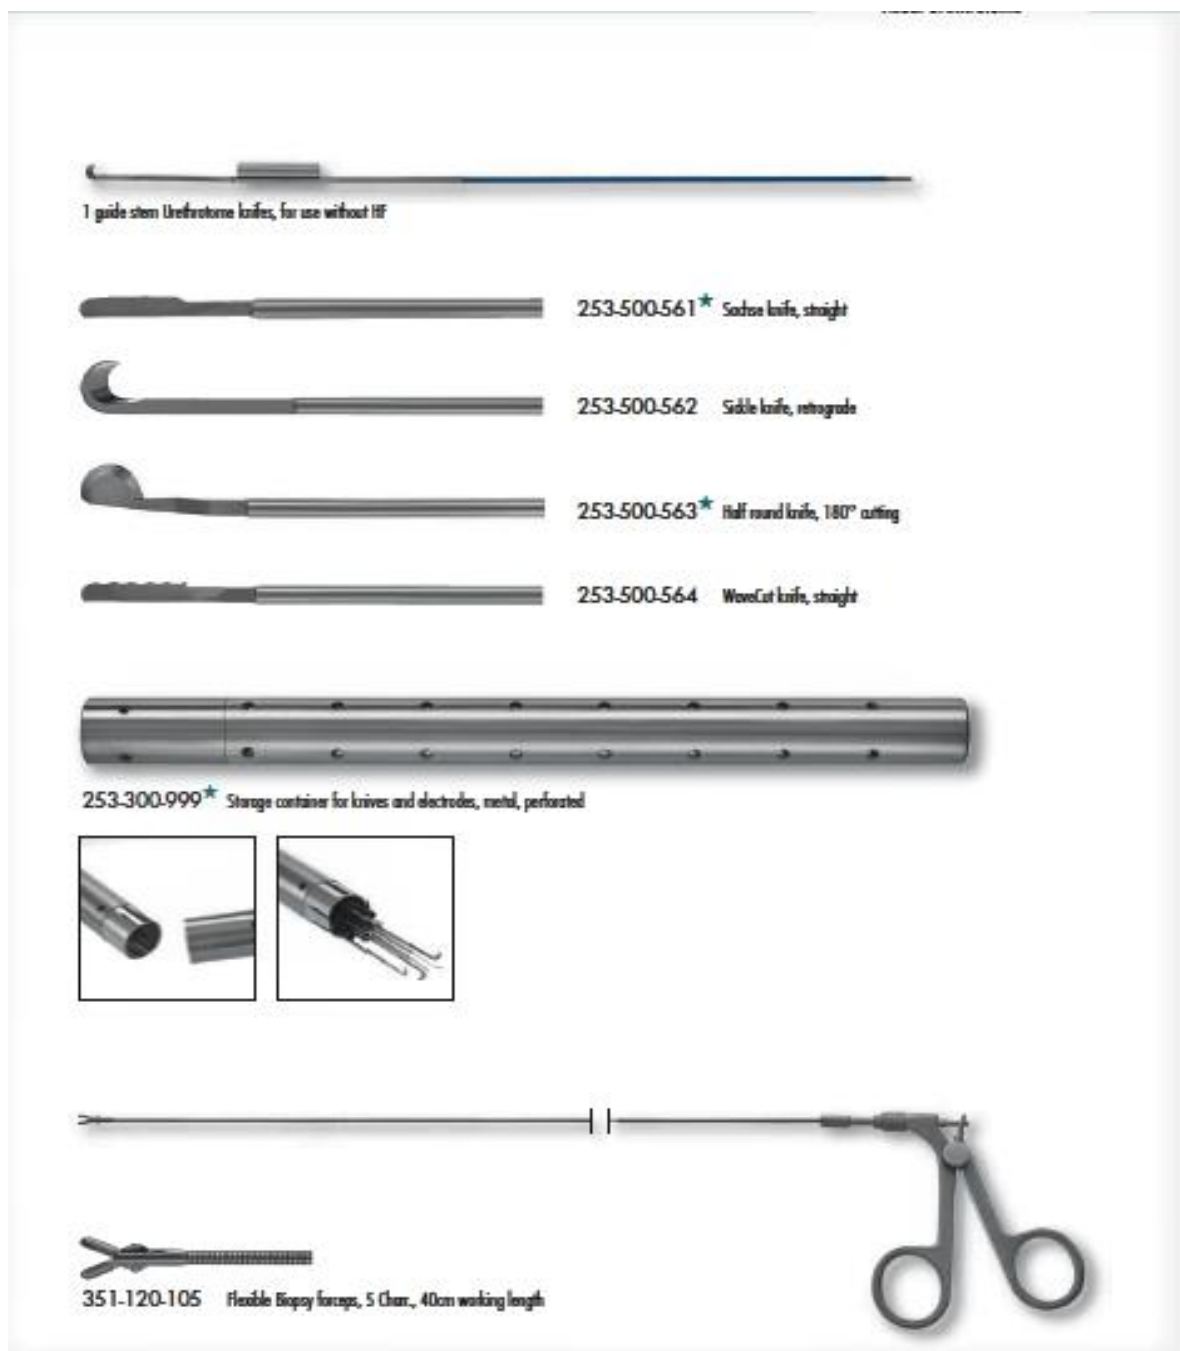 1 guide stem Urethrotome knifes, for use without HF
253-500-561★ Sachse knife, straight
253-500-562 Sickle knife, retrograde
253-500-563★ Half round knife, 180° cutting
253-500-564 WaveCut knife, straight
253-300-999★ Storage container for knives and electrodes, metal, perforated
351-120-105 Flexible Biopsy forceps, 5 Charr., 40cm working length